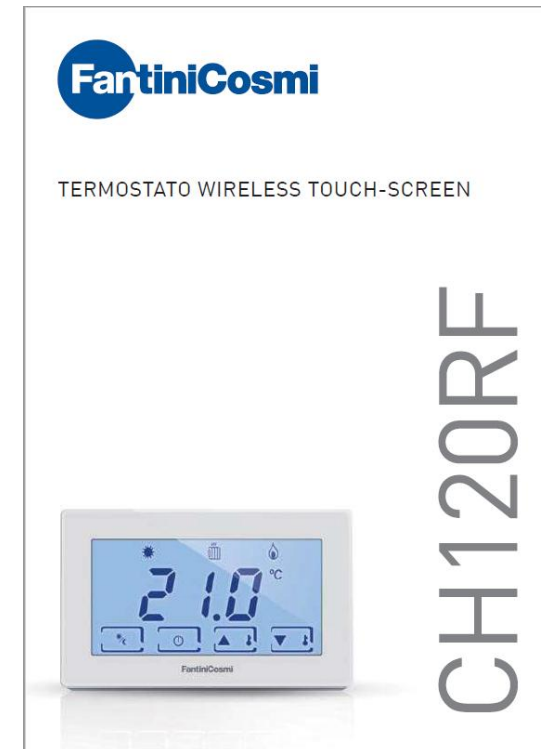 FantiniCosmi
TERMOSTATO WIRELESS TOUCH-SCREEN
CH120RF
21.0 °C
FantiniCosmi